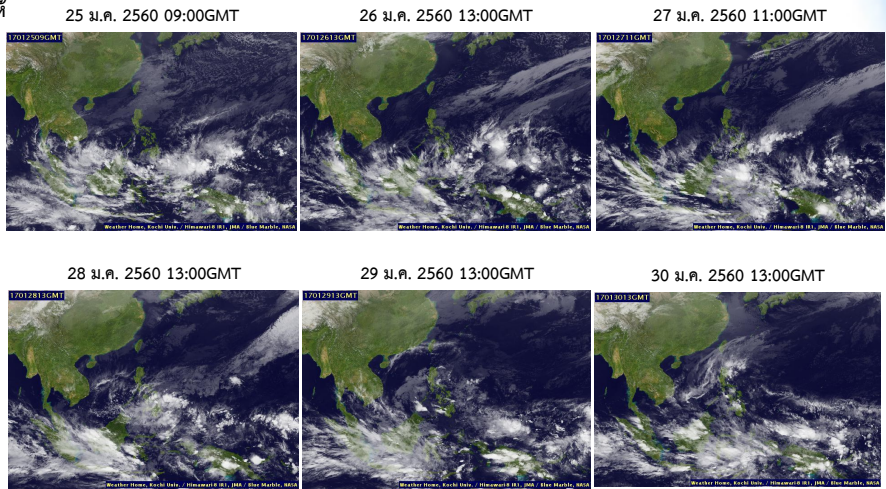 25 ม.ค. 2560 09:00GMT
26 ม.ค. 2560 13:00GMT
27 ม.ค. 2560 11:00GMT
17012509GMT
17012613GMT
17012711GMT
Weather Home, Kochi Univ. / Himawari-8 IR1, JMA / Blue Marble, NASA
Weather Home, Kochi Univ. / Himawari-8 IR1, JMA / Blue Marble, NASA
Weather Home, Kochi Univ. / Himawari-8 IR1, JMA / Blue Marble, NASA
28 ม.ค. 2560 13:00GMT
29 ม.ค. 2560 13:00GMT
30 ม.ค. 2560 13:00GMT
17012813GMT
17012913GMT
17013013GMT
Weather Home, Kochi Univ. / Himawari-8 IR1, JMA / Blue Marble, NASA
Weather Home, Kochi Univ. / Himawari-8 IR1, JMA / Blue Marble, NASA
Weather Home, Kochi Univ. / Himawari-8 IR1, JMA / Blue Marble, NASA